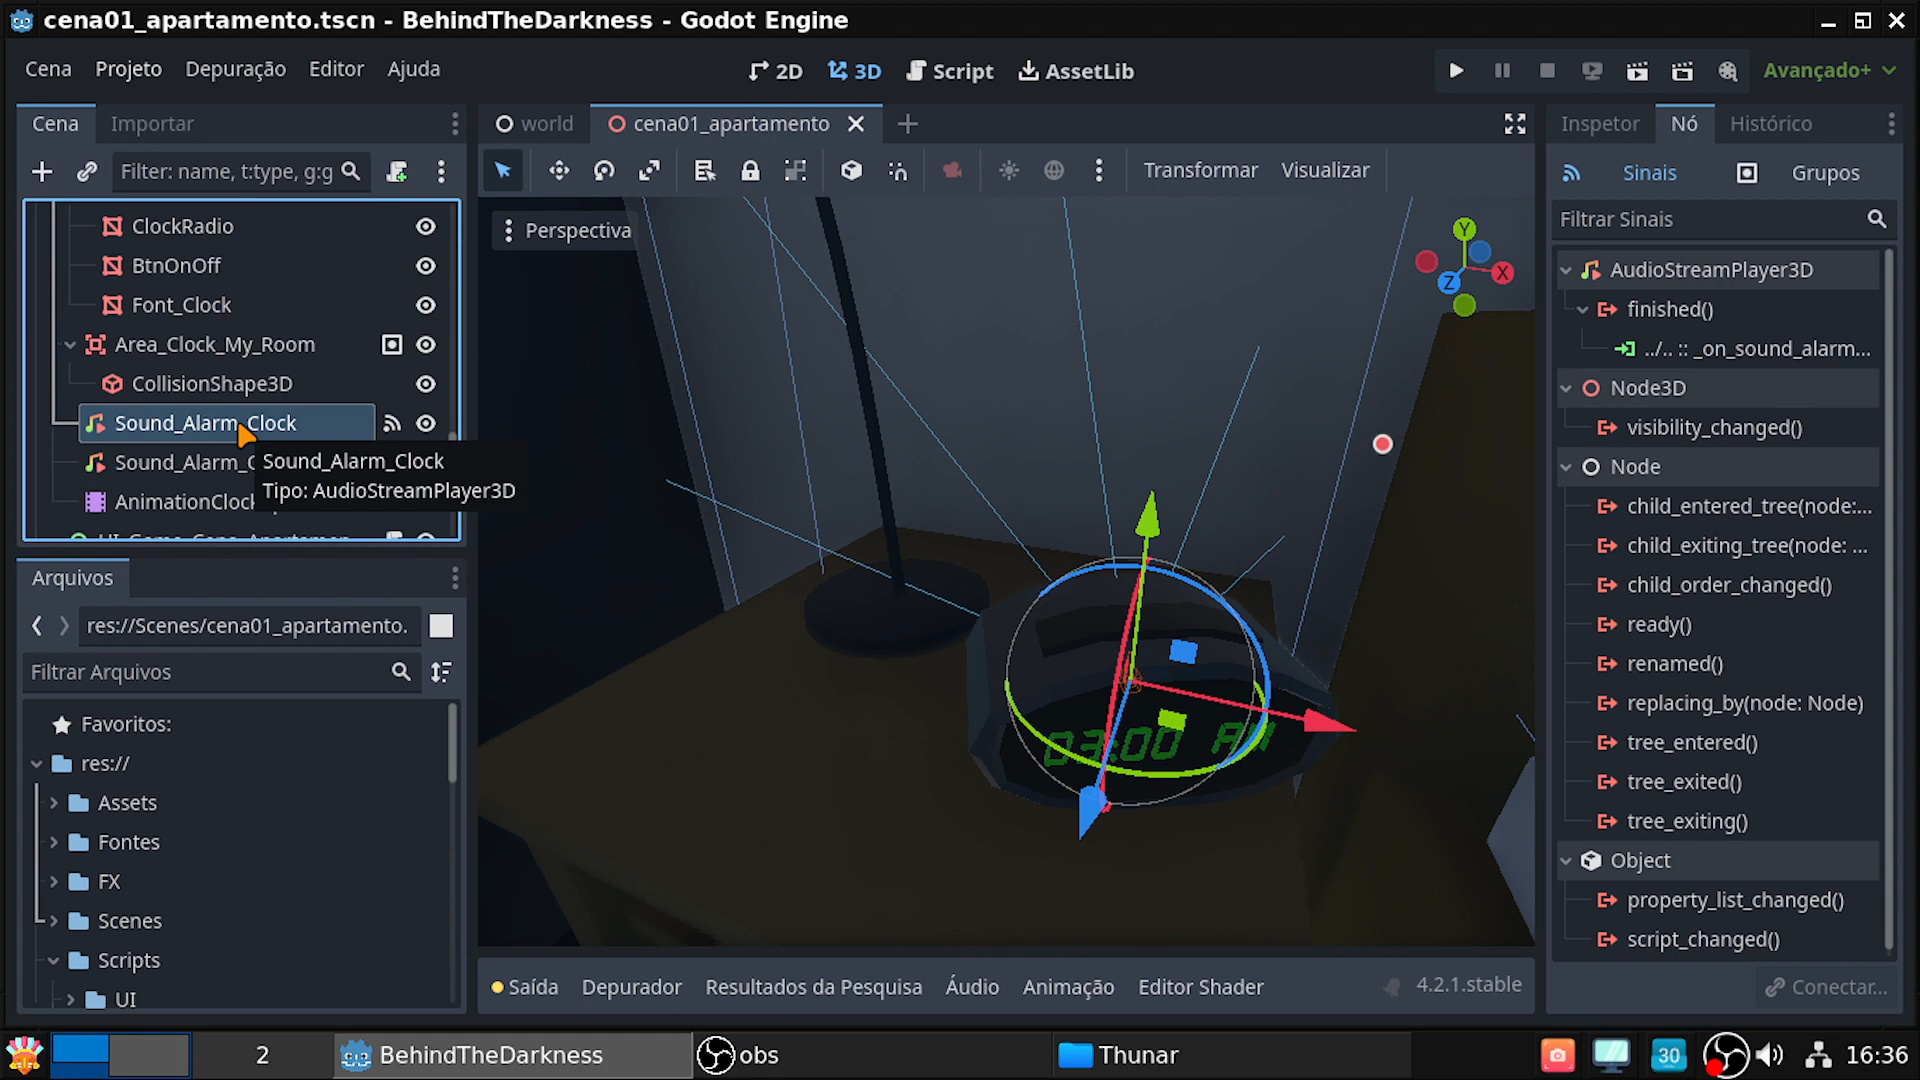 cena01_apartamento.tscn - BehindTheDarkness - Godot Engine
Cena Projeto Depuração Editor Ajuda
2D 3D Script AssetLib
Avançado+
Cena Importar
world cena01_apartamento
Inspetor Nó Histórico
Filter: name, t:type, g:g
Transformar Visualizar
Sinais Grupos
Filtrar Sinais
Perspectiva
Y
X
Z
ClockRadio
BtnOnOff
Font_Clock
Area_Clock_My_Room
CollisionShape3D
Sound_Alarm_Clock
Sound_Alarm_C
AnimationClock
Sound_Alarm_Clock
Tipo: AudioStreamPlayer3D
03:00 AM
AudioStreamPlayer3D
finished()
../.. :: _on_sound_alarm...
Node3D
visibility_changed()
Node
child_entered_tree(node:...
child_exiting_tree(node: ...
child_order_changed()
ready()
renamed()
replacing_by(node: Node)
tree_entered()
tree_exited()
tree_exiting()
Object
property_list_changed()
script_changed()
Conectar...
Arquivos
res://Scenes/cena01_apartamento.
Filtrar Arquivos
Favoritos:
res://
Assets
Fontes
FX
Scenes
Scripts
UI
Saída Depurador Resultados da Pesquisa Áudio Animação Editor Shader
4.2.1.stable
2
BehindTheDarkness
obs
Thunar
30
16:36